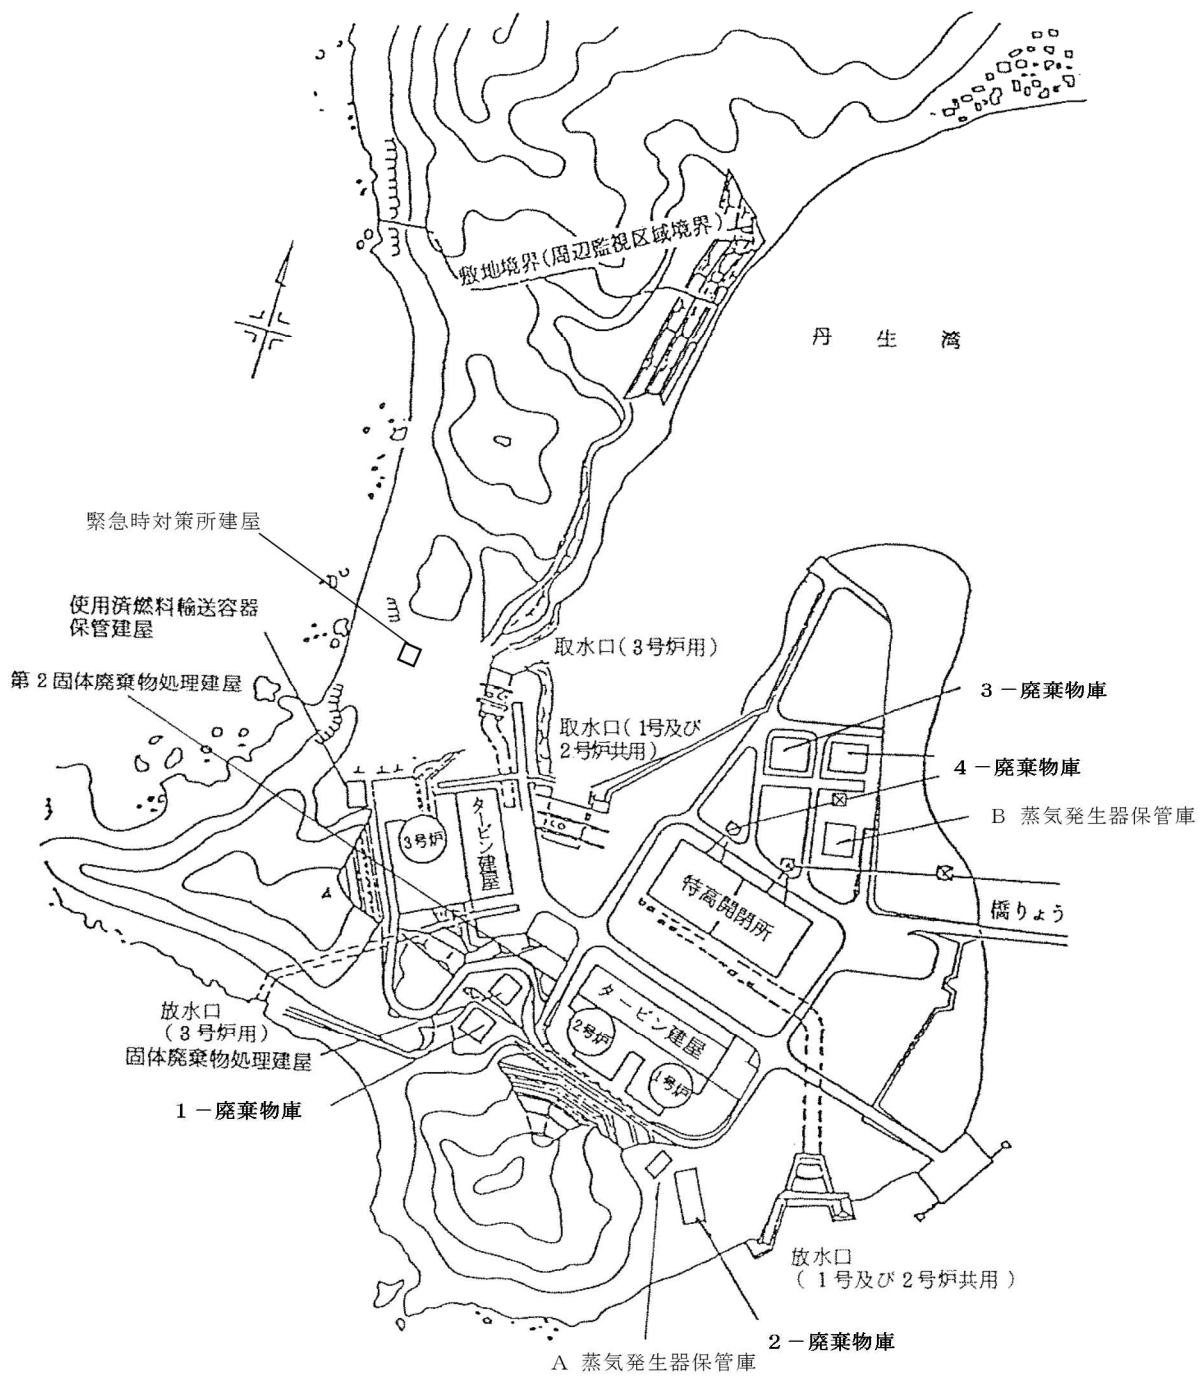 敷地境界(周辺監視区域境界)
丹生湾
緊急時対策所建屋
使用済燃料輸送容器
保管建屋
取水口(3号炉用)
第2固体廃棄物処理建屋
3－廃棄物庫
取水口(1号及び
2号炉共用)
4－廃棄物庫
B 蒸気発生器保管庫
3号炉
タービン建屋
特高開閉所
橋りょう
放水口
(3号炉用)
固体廃棄物処理建屋
1－廃棄物庫
タービン建屋
2号炉
1号炉
放水口
(1号及び2号炉共用)
2－廃棄物庫
A 蒸気発生器保管庫